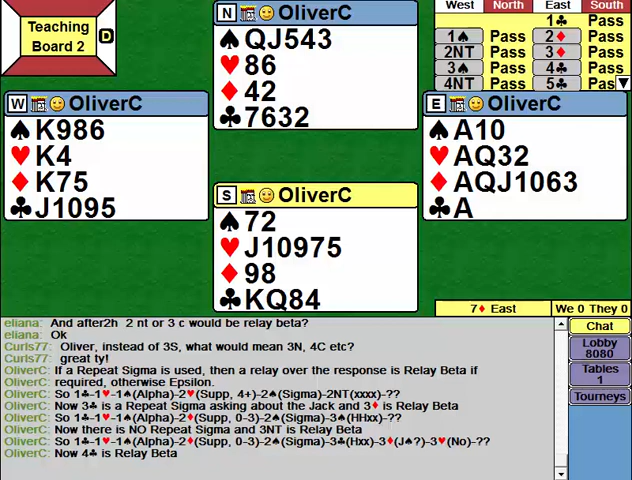 Teaching
Board 2
D
N OliverC
♠QJ543
♥86
♦42
♣7632
West North East South
1♣ Pass
1♠ Pass 2♦ Pass
2NT Pass 3♦ Pass
3♠ Pass 4♣ Pass
4NT Pass 5♣ Pas
W OliverC
♠K986
♥K4
♦K75
♣J1095
E OliverC
♠A10
♥AQ32
♦AQJ1063
♣A
S OliverC
♠72
♥J10975
♦98
♣KQ84
7♦ East We 0 They 0
eliana: And after2h 2 nt or 3 c would be relay beta?
eliana: Ok
Curls77: Oliver, instead of 3S, what would mean 3N, 4C etc?
Curls77: great ty!
OliverC: If a Repeat Sigma is used, then a relay over the response is Relay Beta if
required, otherwise Epsilon.
OliverC: So 1♣-1♥-1♠(Alpha)-2♥(Supp, 4+)-2♠(Sigma)-2NT(xxxx)-??
OliverC: Now 3♣ is a Repeat Sigma asking about the Jack and 3♦ is Relay Beta
OliverC: So 1♣-1♥-1♠(Alpha)-2♦(Supp, 0-3)-2♠(Sigma)-3♠(HHxx)-??
OliverC: Now there is NO Repeat Sigma and 3NT is Relay Beta
OliverC: So 1♣-1♥-1♠(Alpha)-2♦(Supp, 0-3)-2♠(Sigma)-3♣(Hxx)-3♦(J♠?)-3♥(No)-??
OliverC: Now 4♣ is Relay Beta
Chat
Lobby
8080
Tables
1
Tourneys